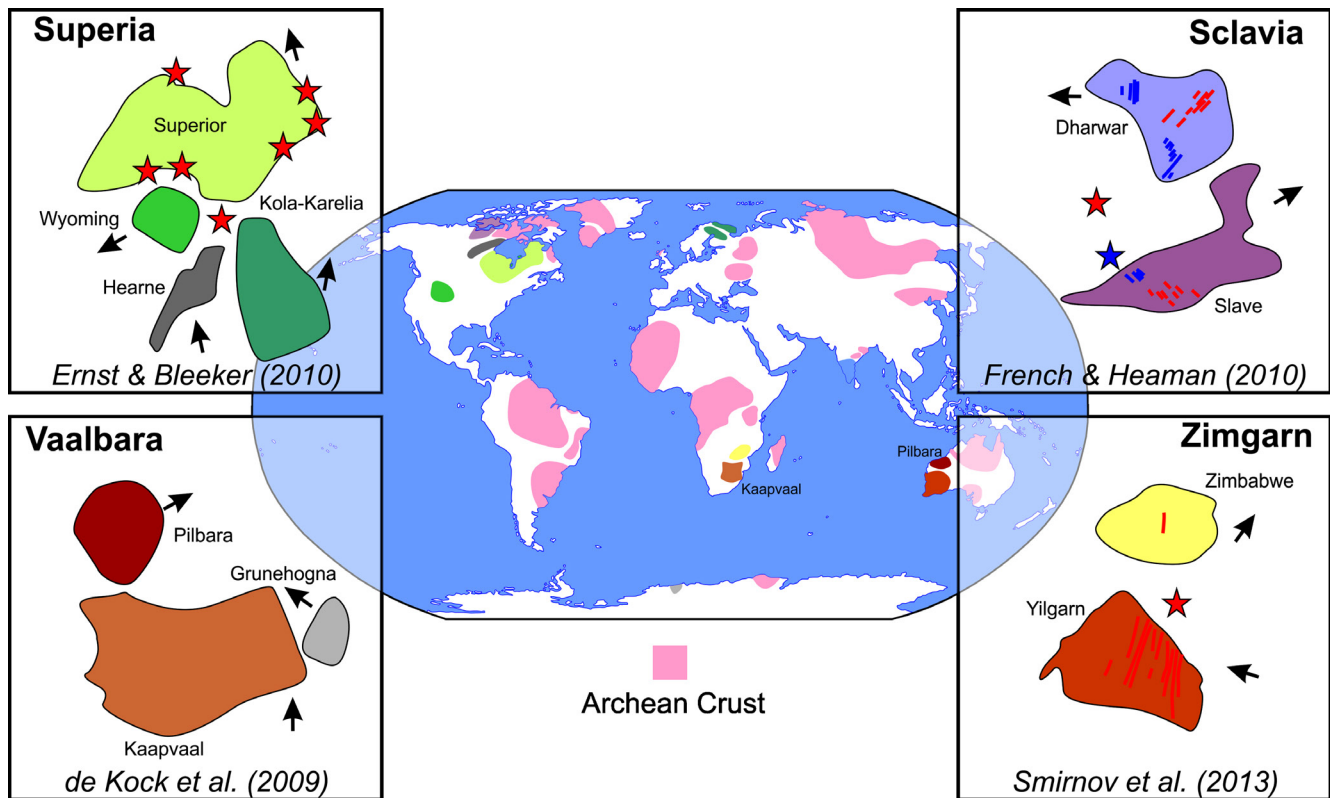 Superia
Superior
Wyoming
Kola-Karelia
Hearne
Ernst & Bleeker (2010)
Sclavia
Dharwar
Slave
French & Heaman (2010)
Vaalbara
Pilbara
Grunehogna
Kaapvaal
de Kock et al. (2009)
Pilbara
Kaapvaal
Archean Crust
Zimgarn
Zimbabwe
Yilgarn
Smirnov et al. (2013)